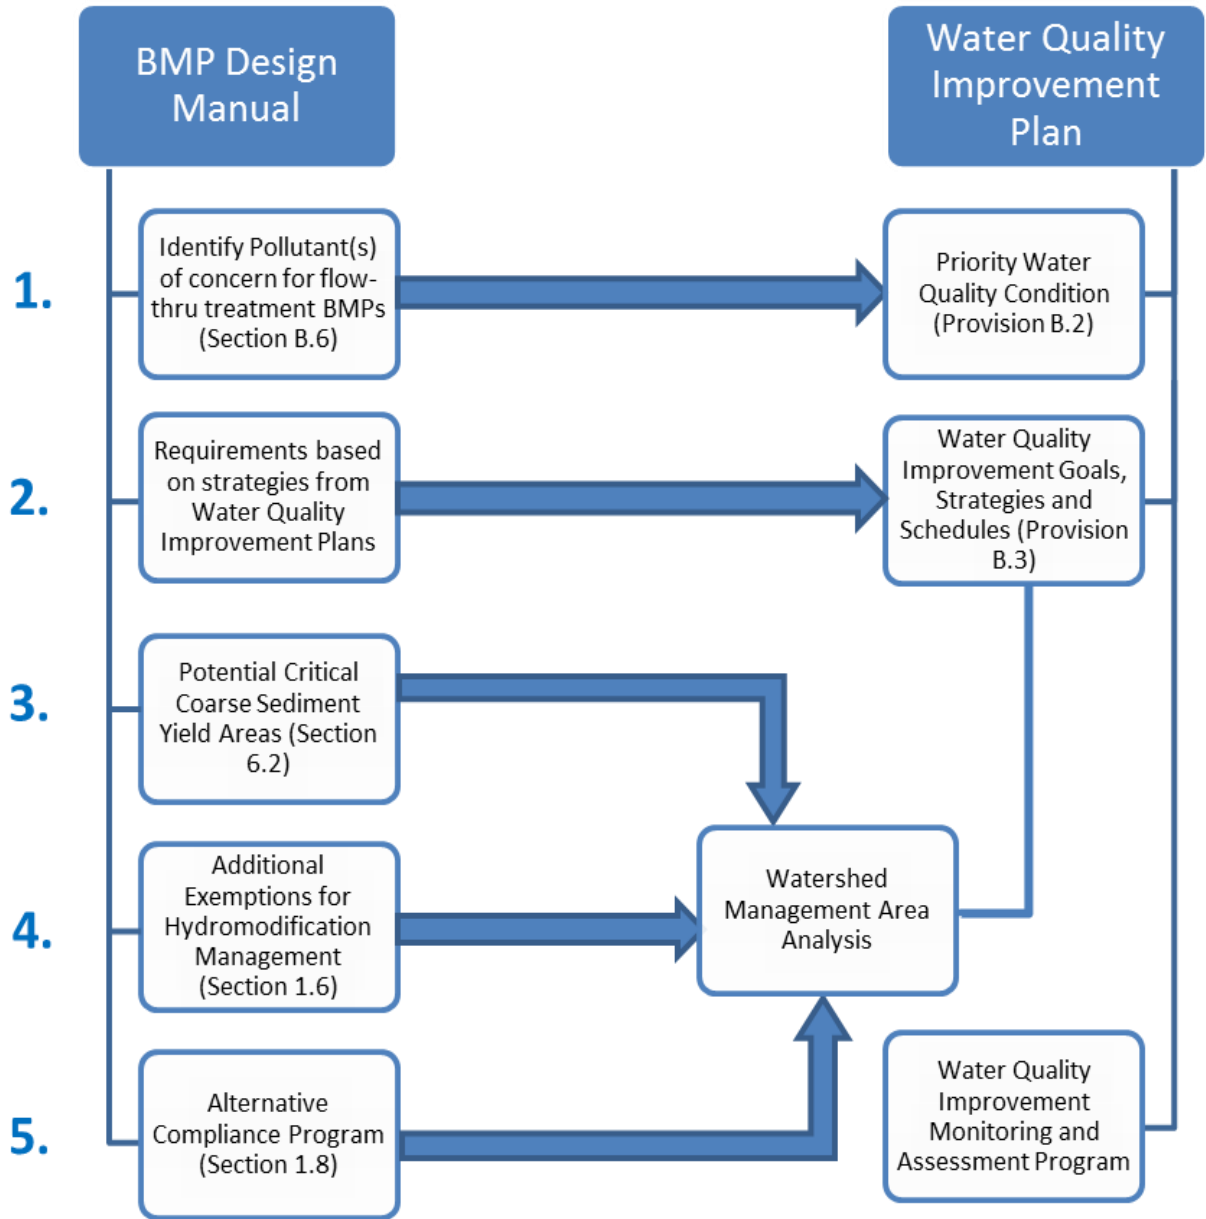 BMP Design
Manual
Water Quality
Improvement
Plan
1.
Identify Pollutant(s)
of concern for flow-
thru treatment BMPs
(Section B.6)
Priority Water
Quality Condition
(Provision B.2)
2.
Requirements based
on strategies from
Water Quality
Improvement Plans
Water Quality
Improvement Goals,
Strategies and
Schedules (Provision
B.3)
3.
Potential Critical
Coarse Sediment
Yield Areas (Section
6.2)
4.
Additional
Exemptions for
Hydromodification
Management
(Section 1.6)
Watershed
Management Area
Analysis
5.
Alternative
Compliance Program
(Section 1.8)
Water Quality
Improvement
Monitoring and
Assessment Program